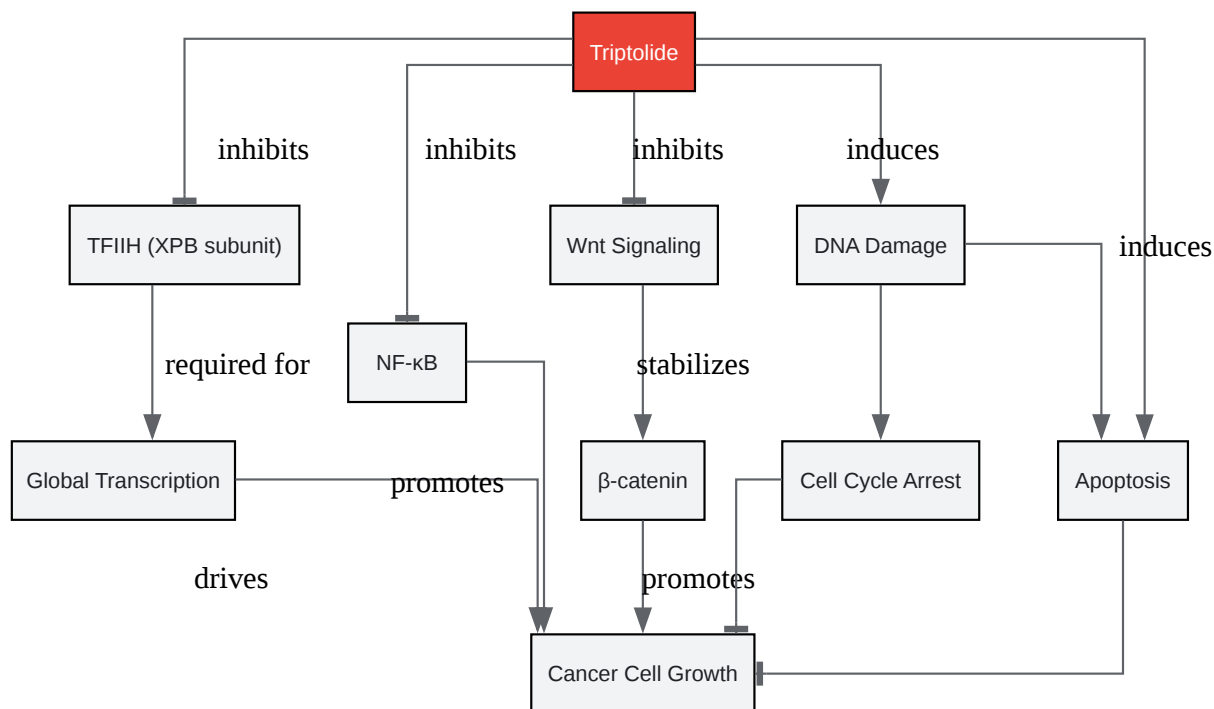 Triptolide
inhibits
inhibits
inhibits
induces
TFIIH (XPB subunit)
Wnt Signaling
DNA Damage
induces
required for
NF-κB
stabilizes
Global Transcription
promotes
β-catenin
Cell Cycle Arrest
Apoptosis
drives
promotes
Cancer Cell Growth